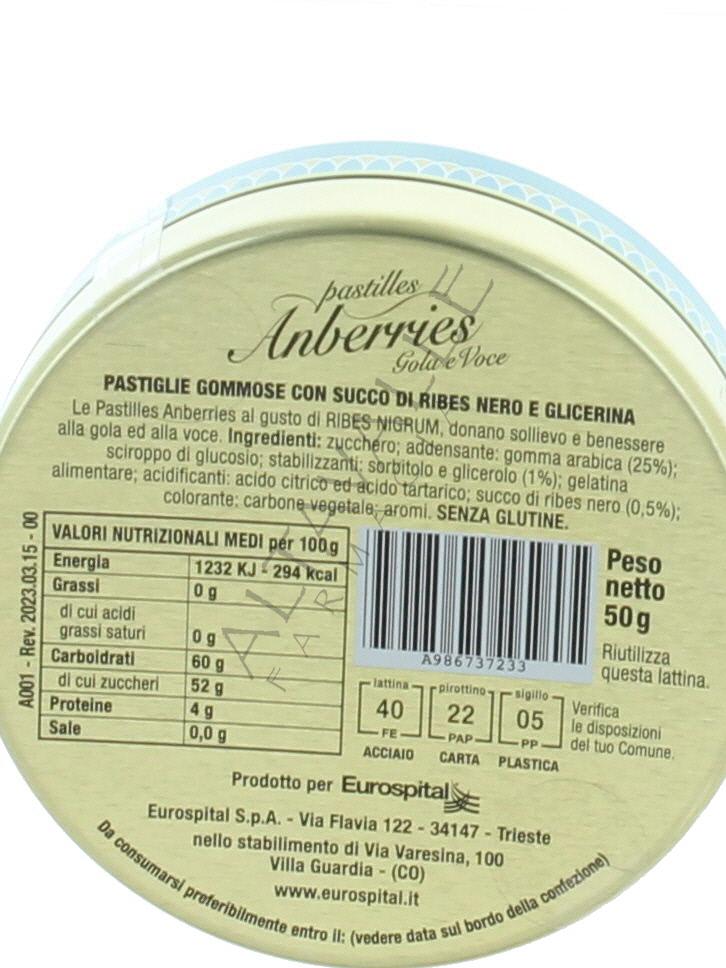 pastilles
Anberries
Gola e Voce
PASTIGLIE GOMMOSE CON SUCCO DI RIBES NERO E GLICERINA
Le Pastilles Anberries al gusto di RIBES NIGRUM, donano sollievo e benessere
alla gola ed alla voce. Ingredienti: zucchero; addensante: gomma arabica (25%);
sciroppo di glucosio; stabilizzanti: sorbitolo e glicerolo (1%); gelatina
alimentare; acidificanti: acido citrico ed acido tartarico; succo di ribes nero (0,5%);
colorante: carbone vegetale; aromi. SENZA GLUTINE.
A001 - Rev. 2023.03.15 - 00
VALORI NUTRIZIONALI MEDI per 100g
Energia 1232 KJ - 294 kcal
Grassi 0 g
di cui acidi
grassi saturi 0 g
Carboidrati 60 g
di cui zuccheri 52 g
Proteine 4 g
Sale 0,0 g
A986737233
Peso
netto
50 g
Riutilizza
questa lattina.
lattina pirottino sigillo
40 22 05
FE PAP PP
ACCIAIO CARTA PLASTICA
Verifica
le disposizioni
del tuo Comune.
Prodotto per Eurospital
Eurospital S.p.A. - Via Flavia 122 - 34147 - Trieste
nello stabilimento di Via Varesina, 100
Villa Guardia - (CO)
www.eurospital.it
Da consumarsi preferibilmente entro il: (vedere data sul bordo della confezione)
ALTAVALLE
FARMACIE